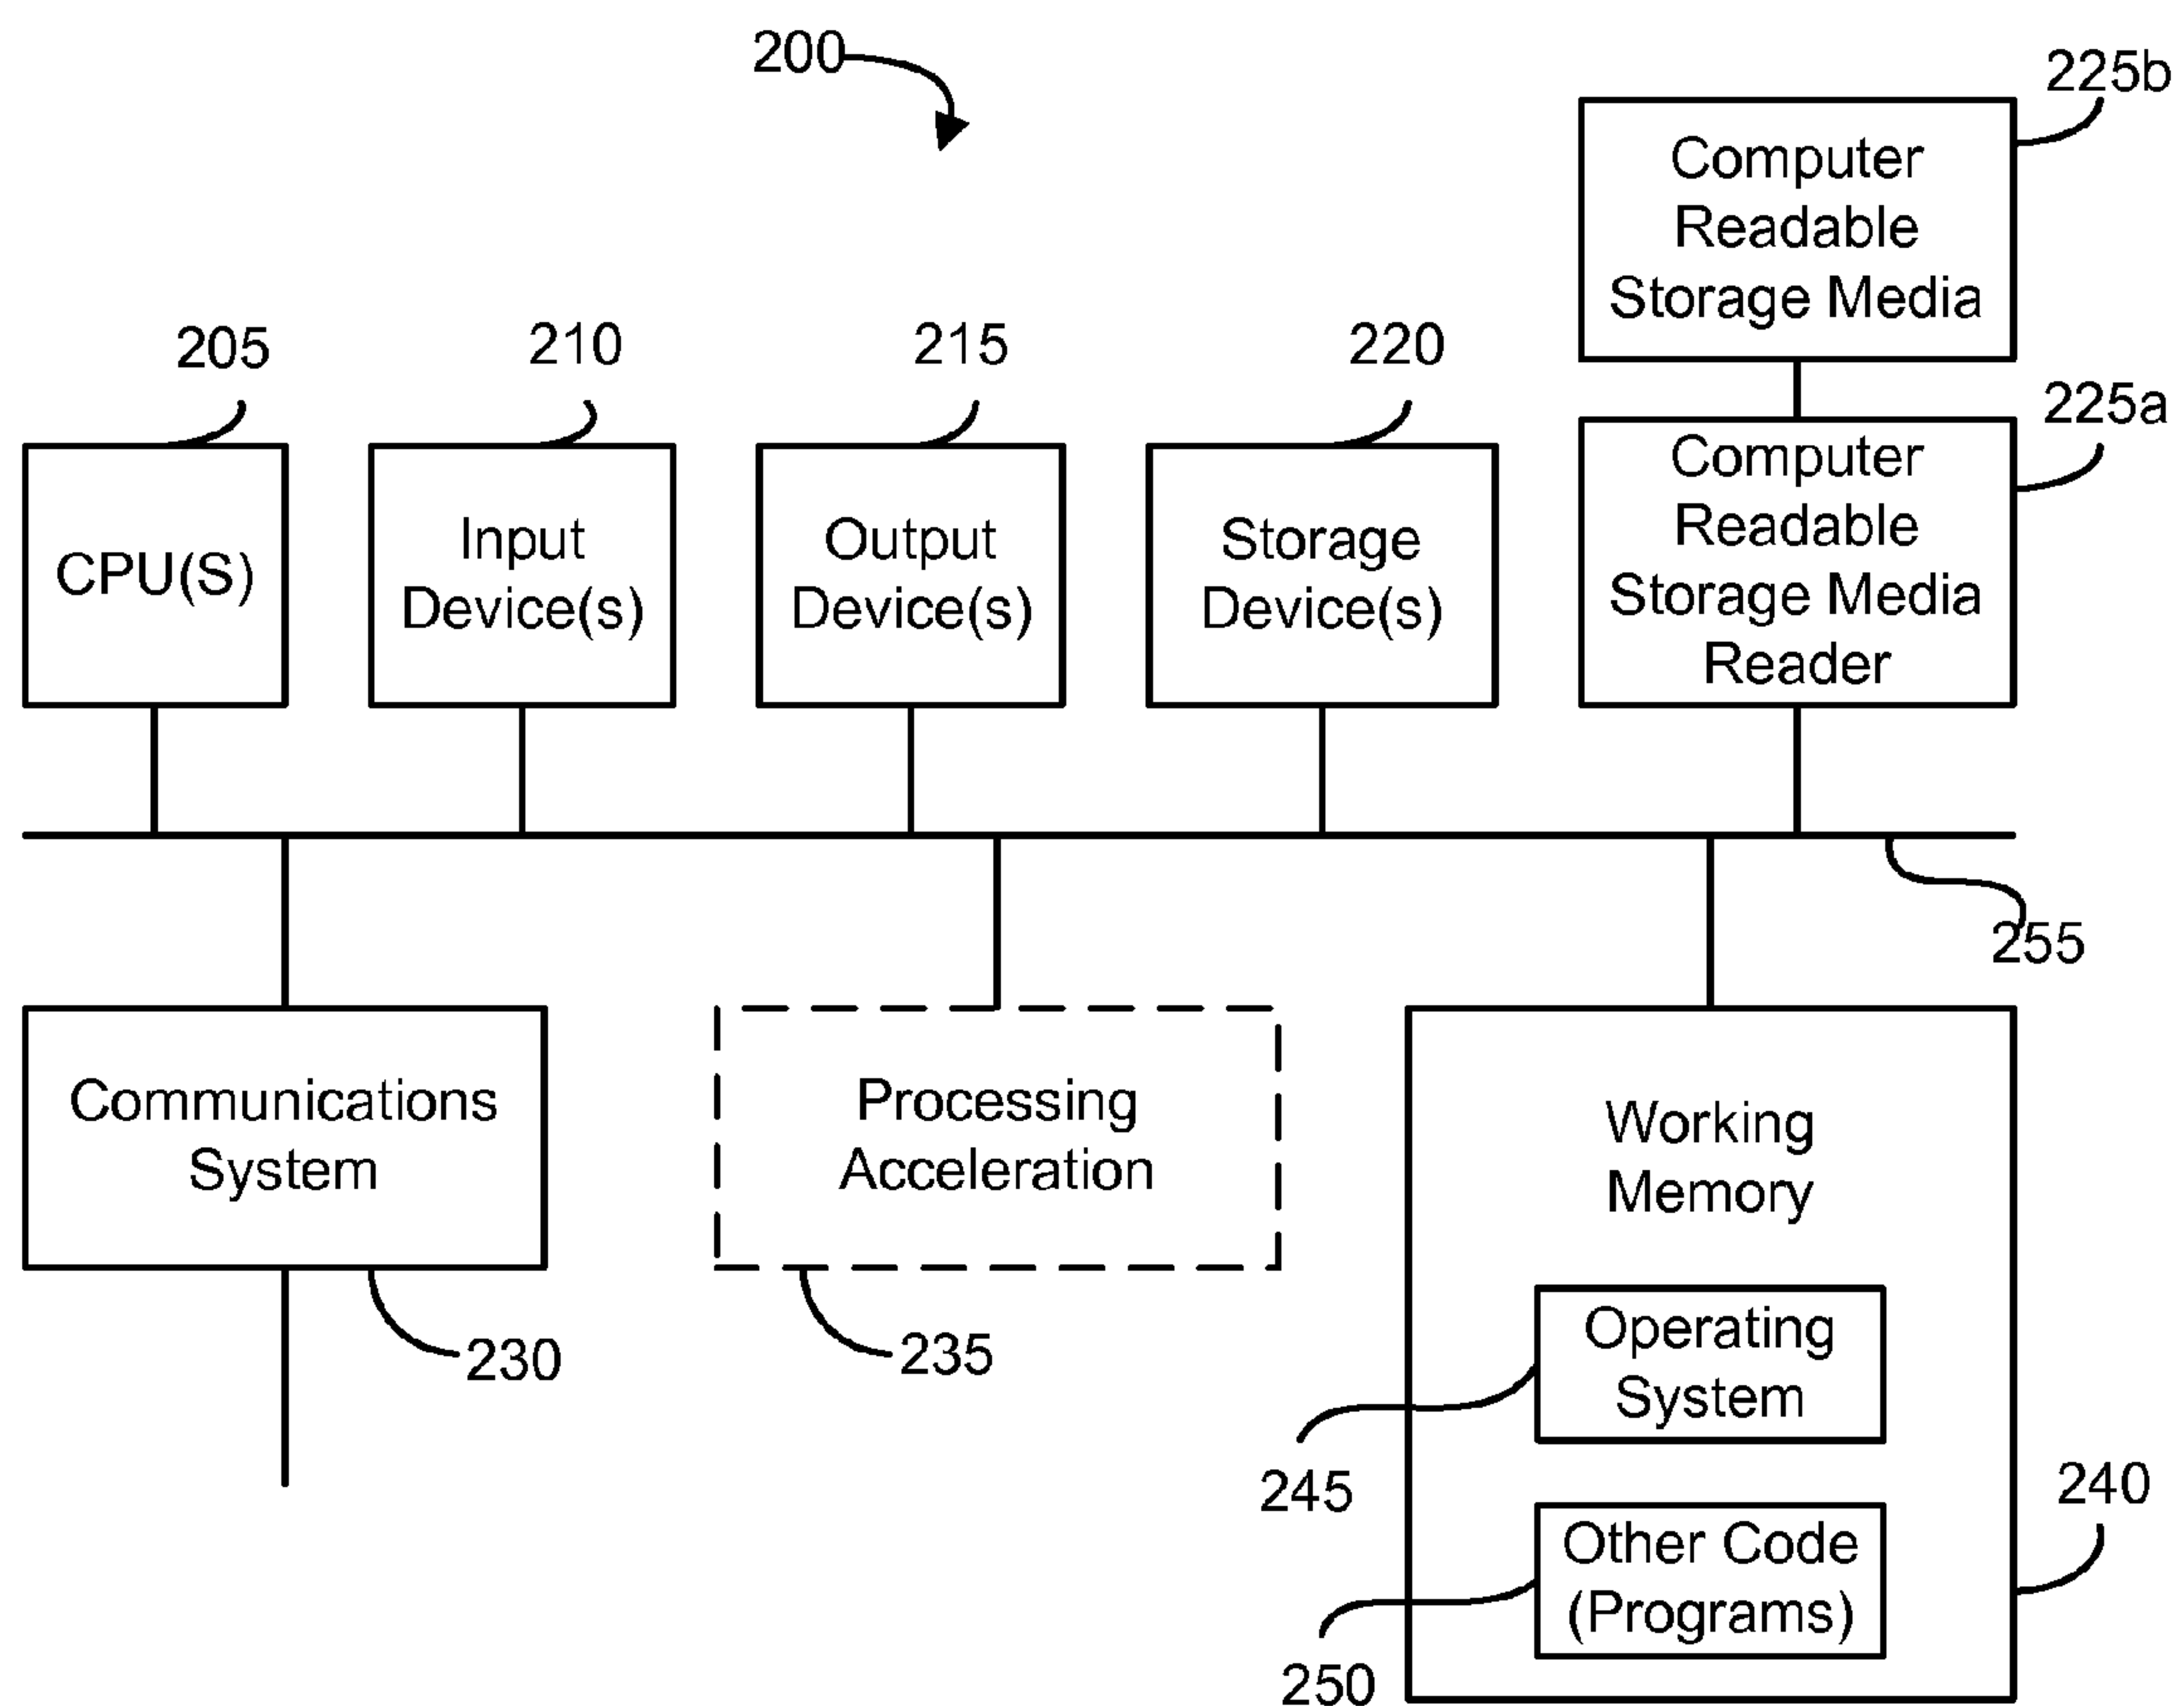 200
225b
Computer
Readable
Storage Media
205
210
215
220
225a
CPU(S)
Input
Device(s)
Output
Device(s)
Storage
Device(s)
Computer
Readable
Storage Media
Reader
255
Communications
System
230
Processing
Acceleration
235
Working
Memory
Operating
System
245
240
Other Code
(Programs)
250